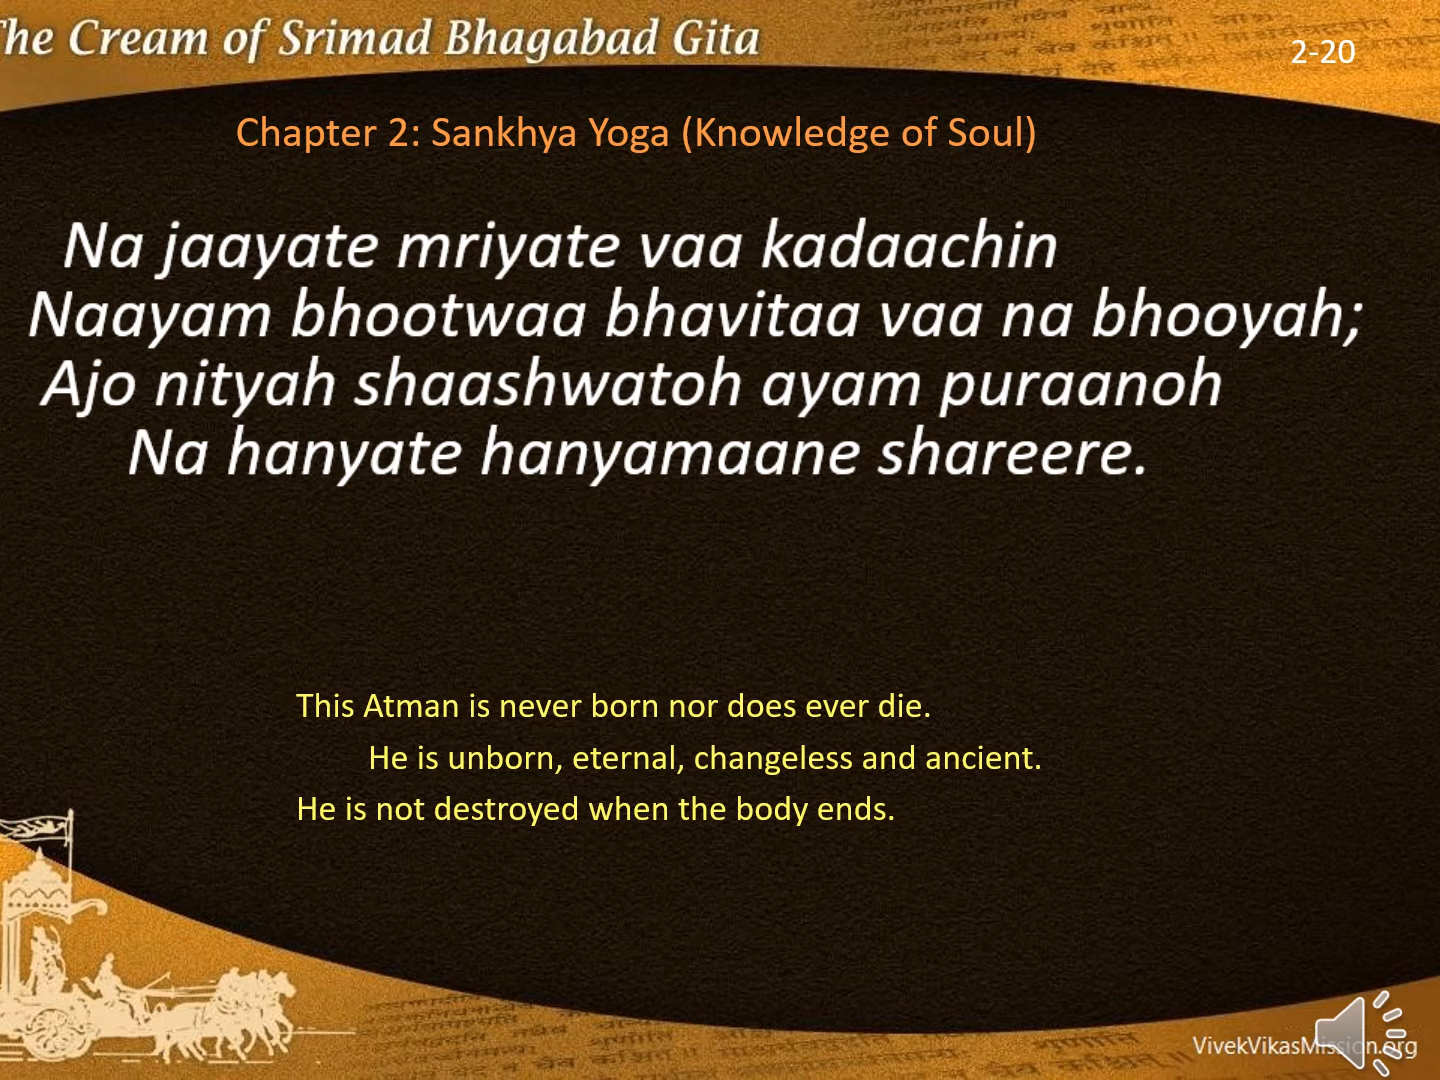 The Cream of Srimad Bhagabad Gita
2-20
Chapter 2: Sankhya Yoga (Knowledge of Soul)
Na jaayate mriyate vaa kadaachin
Naayam bhootwaa bhavitaa vaa na bhooyah;
Ajo nityah shaashwatoh ayam puraanoh
Na hanyate hanyamaane shareere.
This Atman is never born nor does ever die.
He is unborn, eternal, changeless and ancient.
He is not destroyed when the body ends.
VivekVikasMission.org